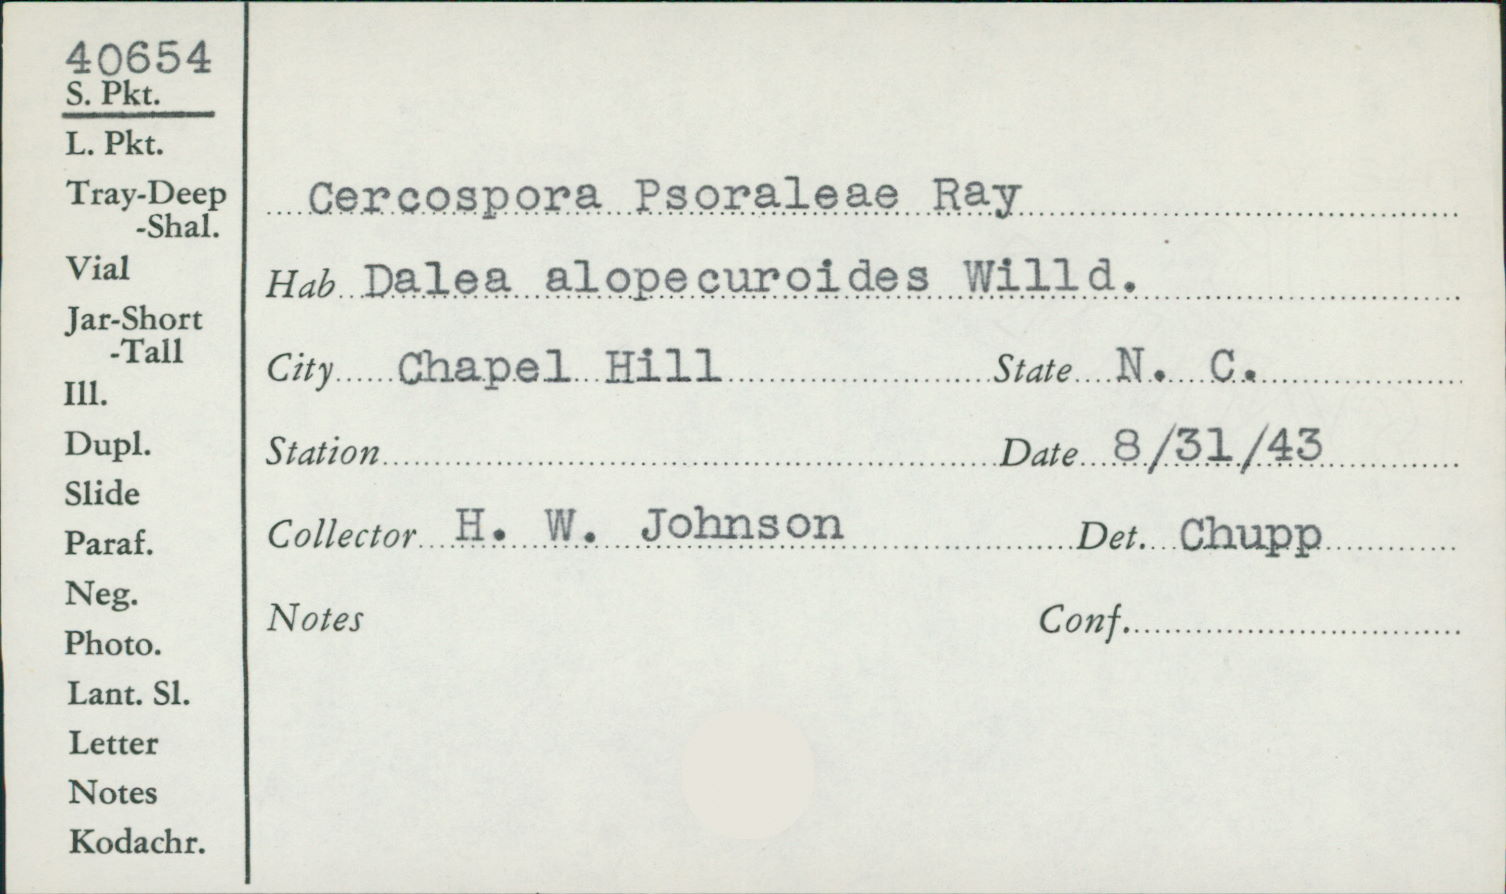 40654
S. Pkt.
L. Pkt.
Tray-Deep
-Shal.
Vial
Jar-Short
-Tall
Ill.
Dupl.
Slide
Paraf.
Neg.
Photo.
Lant. Sl.
Letter
Notes
Kodachr.
Cercospora Psoraleae Ray
Hab Dalea alopecuroides Willd.
City Chapel Hill State N. C.
Station Date 8/31/43
Collector H. W. Johnson Det. Chupp
Notes Conf.